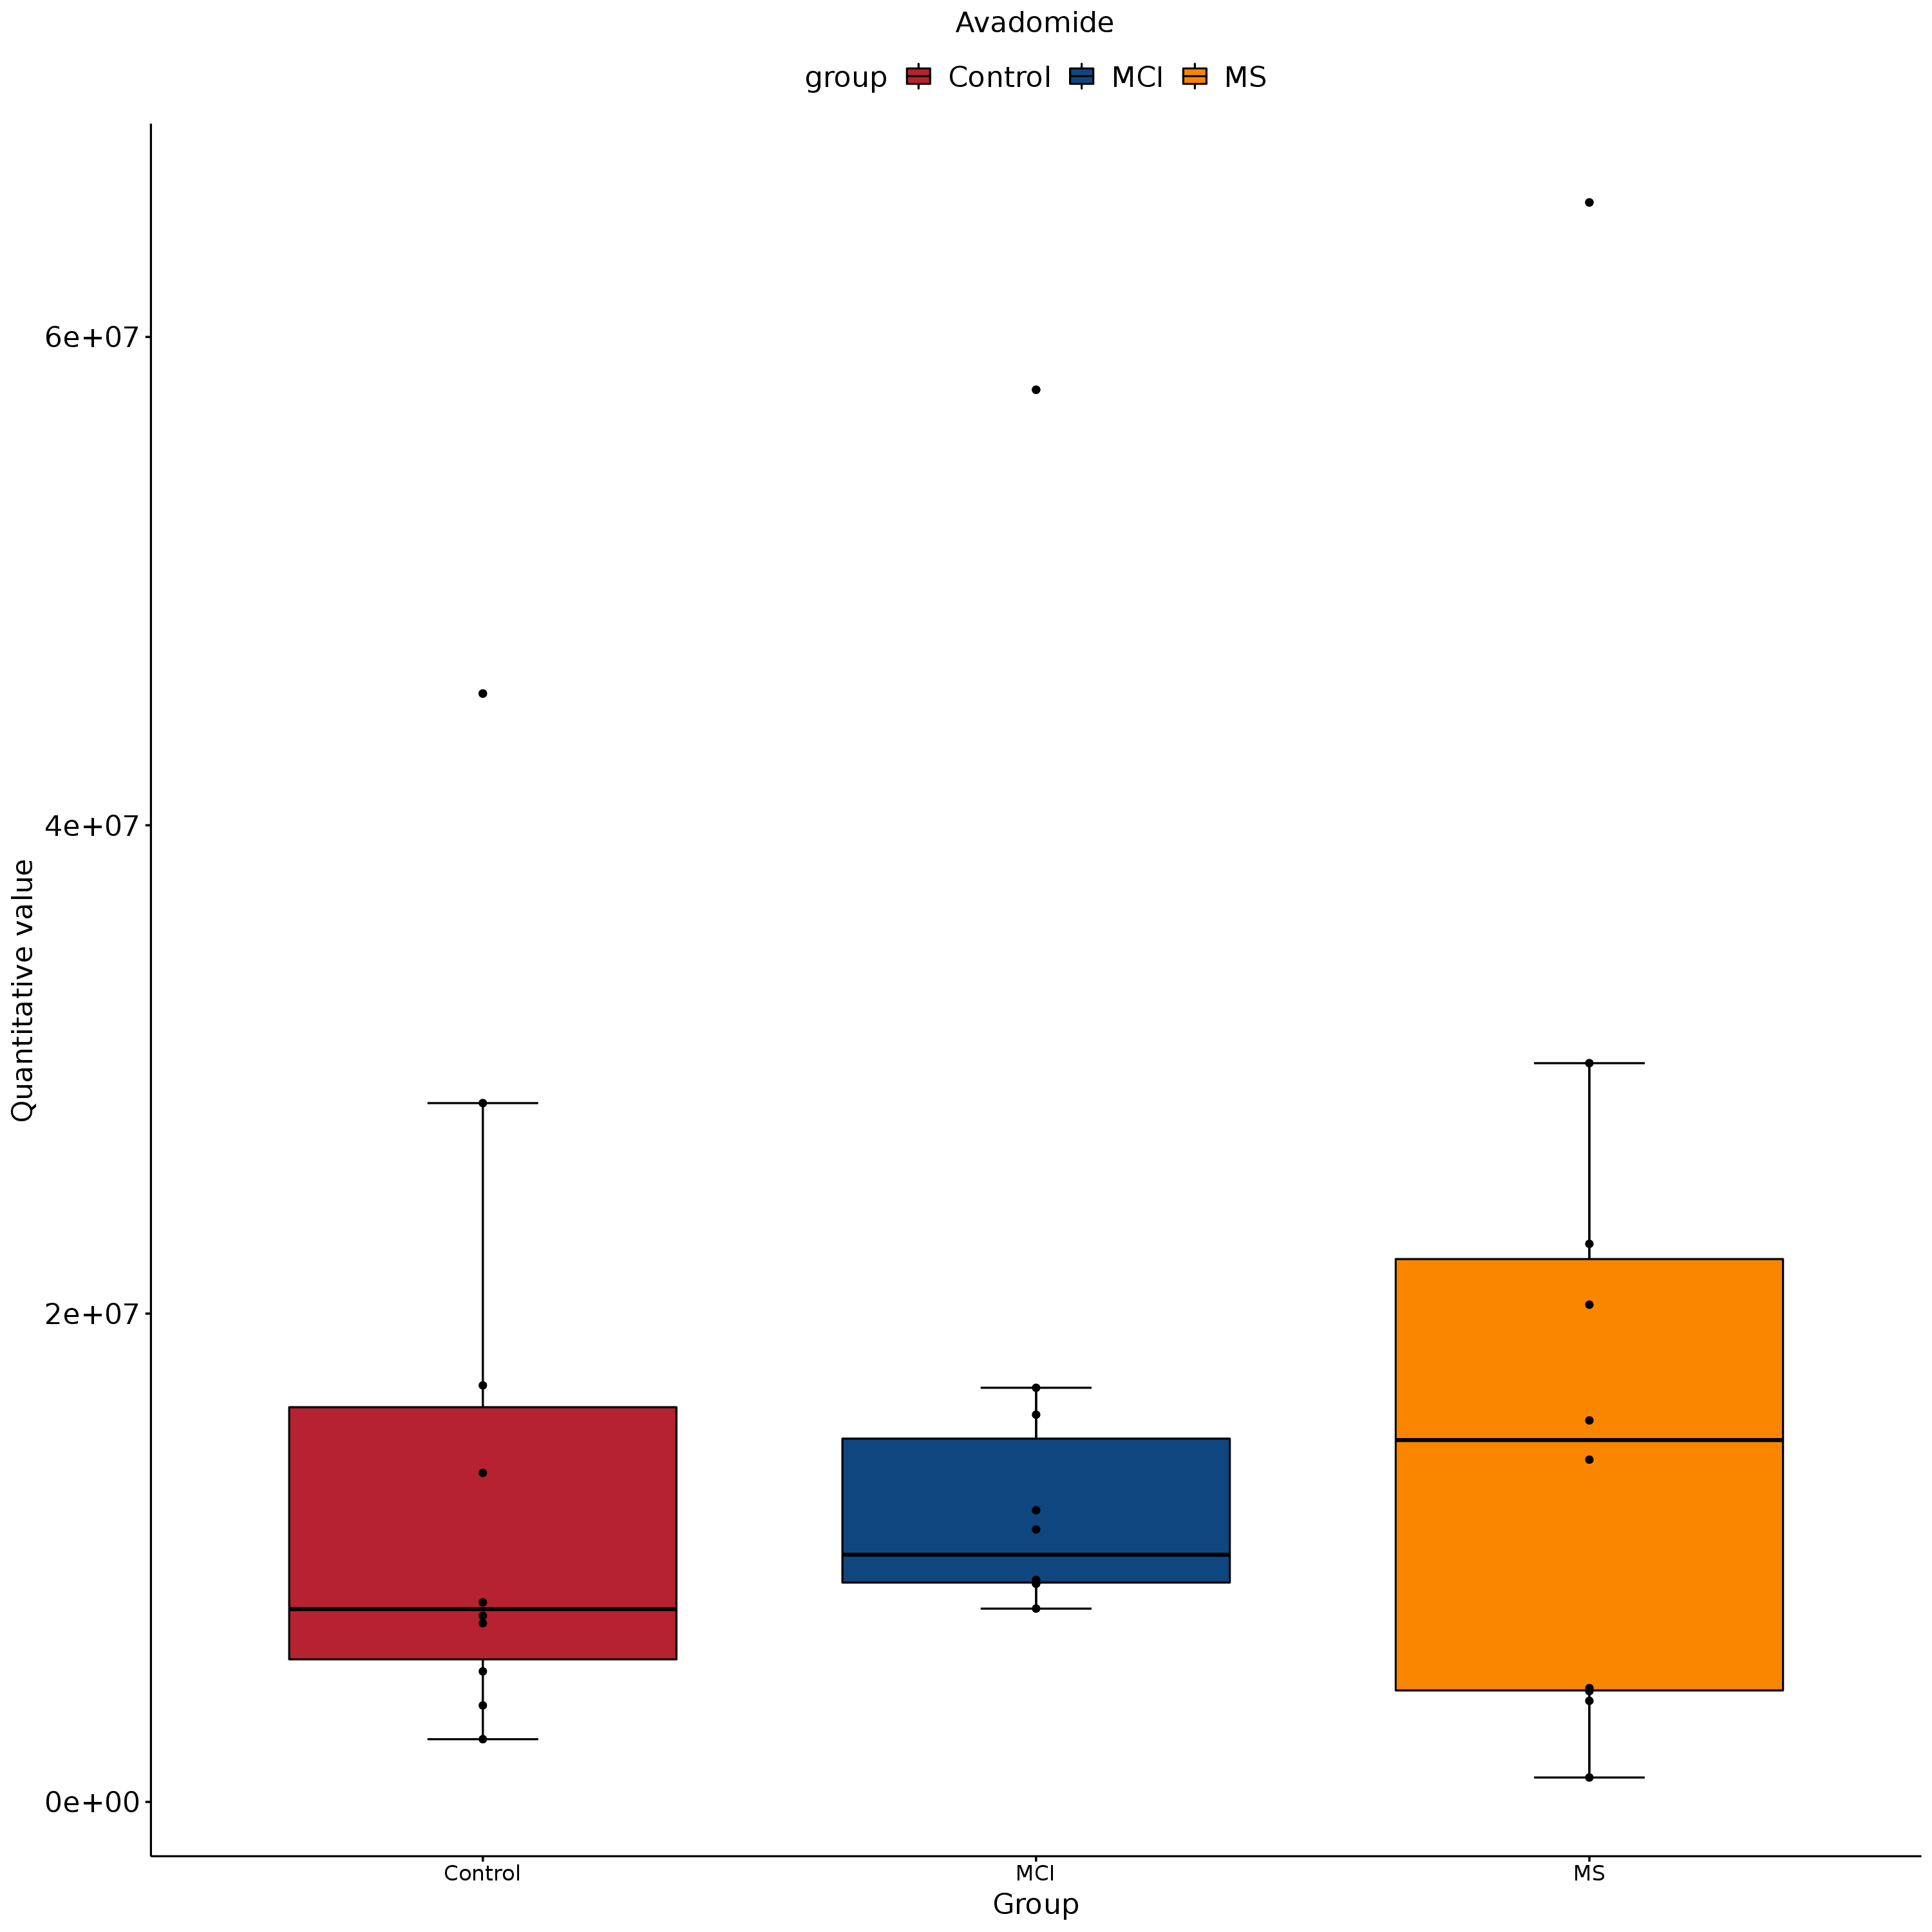 Avadomide
group Control MCI MS
Quantitative value
6e+07
4e+07
2e+07
0e+00
Control MCI MS
Group